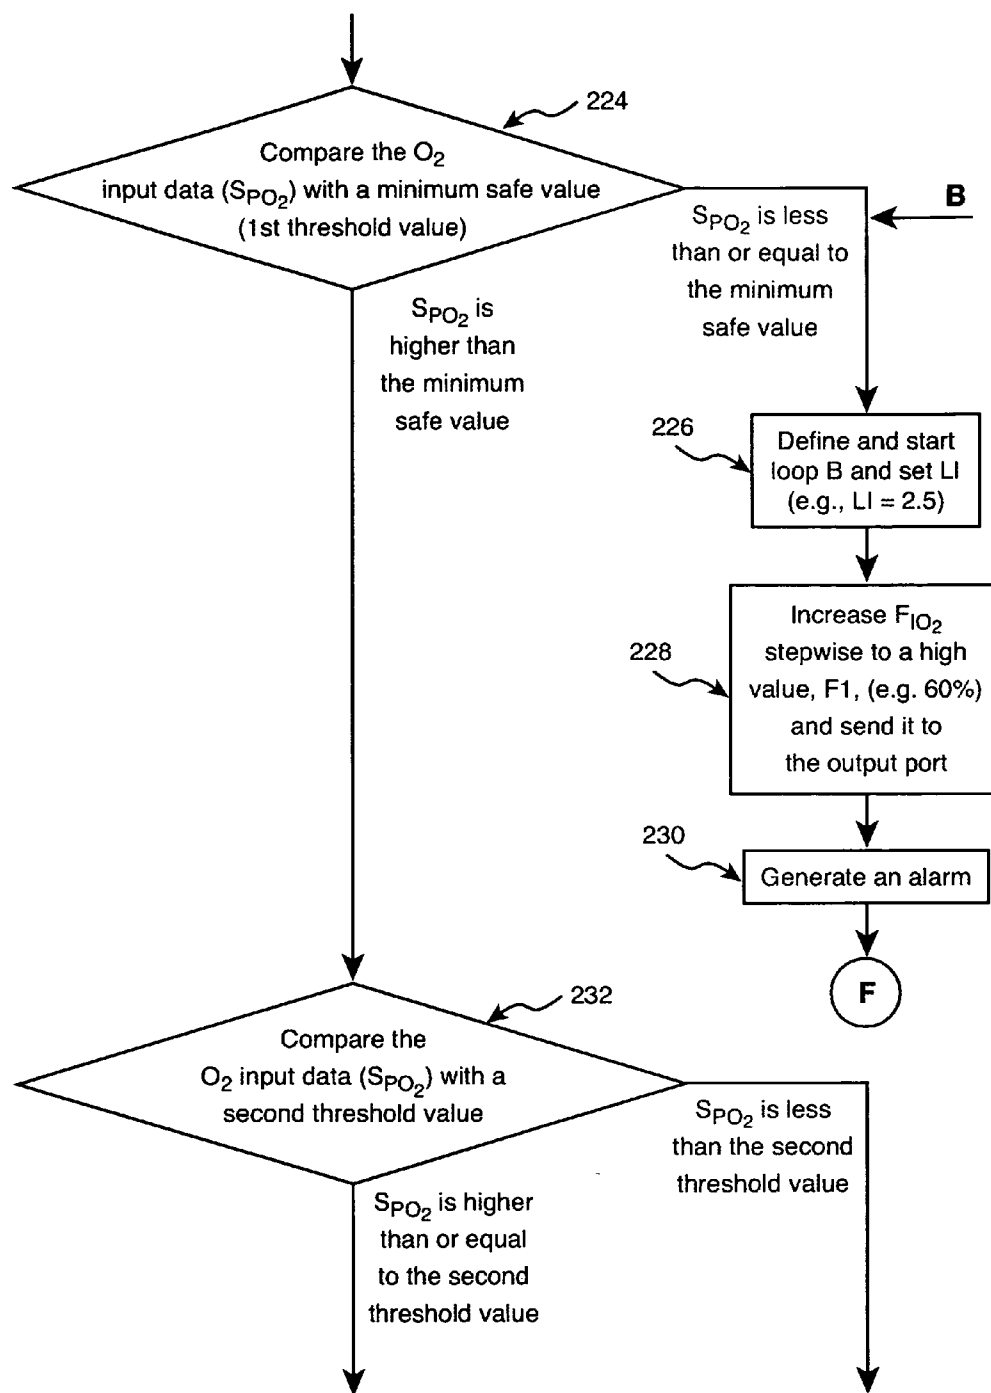 224
Compare the O₂
input data (SPO₂) with a minimum safe value
(1st threshold value)
SPO₂ is less
than or equal to
the minimum
safe value
B
SPO₂ is
higher than
the minimum
safe value
226
Define and start
loop B and set LI
(e.g., LI = 2.5)
228
Increase FIO₂
stepwise to a high
value, F1, (e.g. 60%)
and send it to
the output port
230
Generate an alarm
F
232
Compare the
O₂ input data (SPO₂) with a
second threshold value
SPO₂ is less
than the second
threshold value
SPO₂ is higher
than or equal
to the second
threshold value